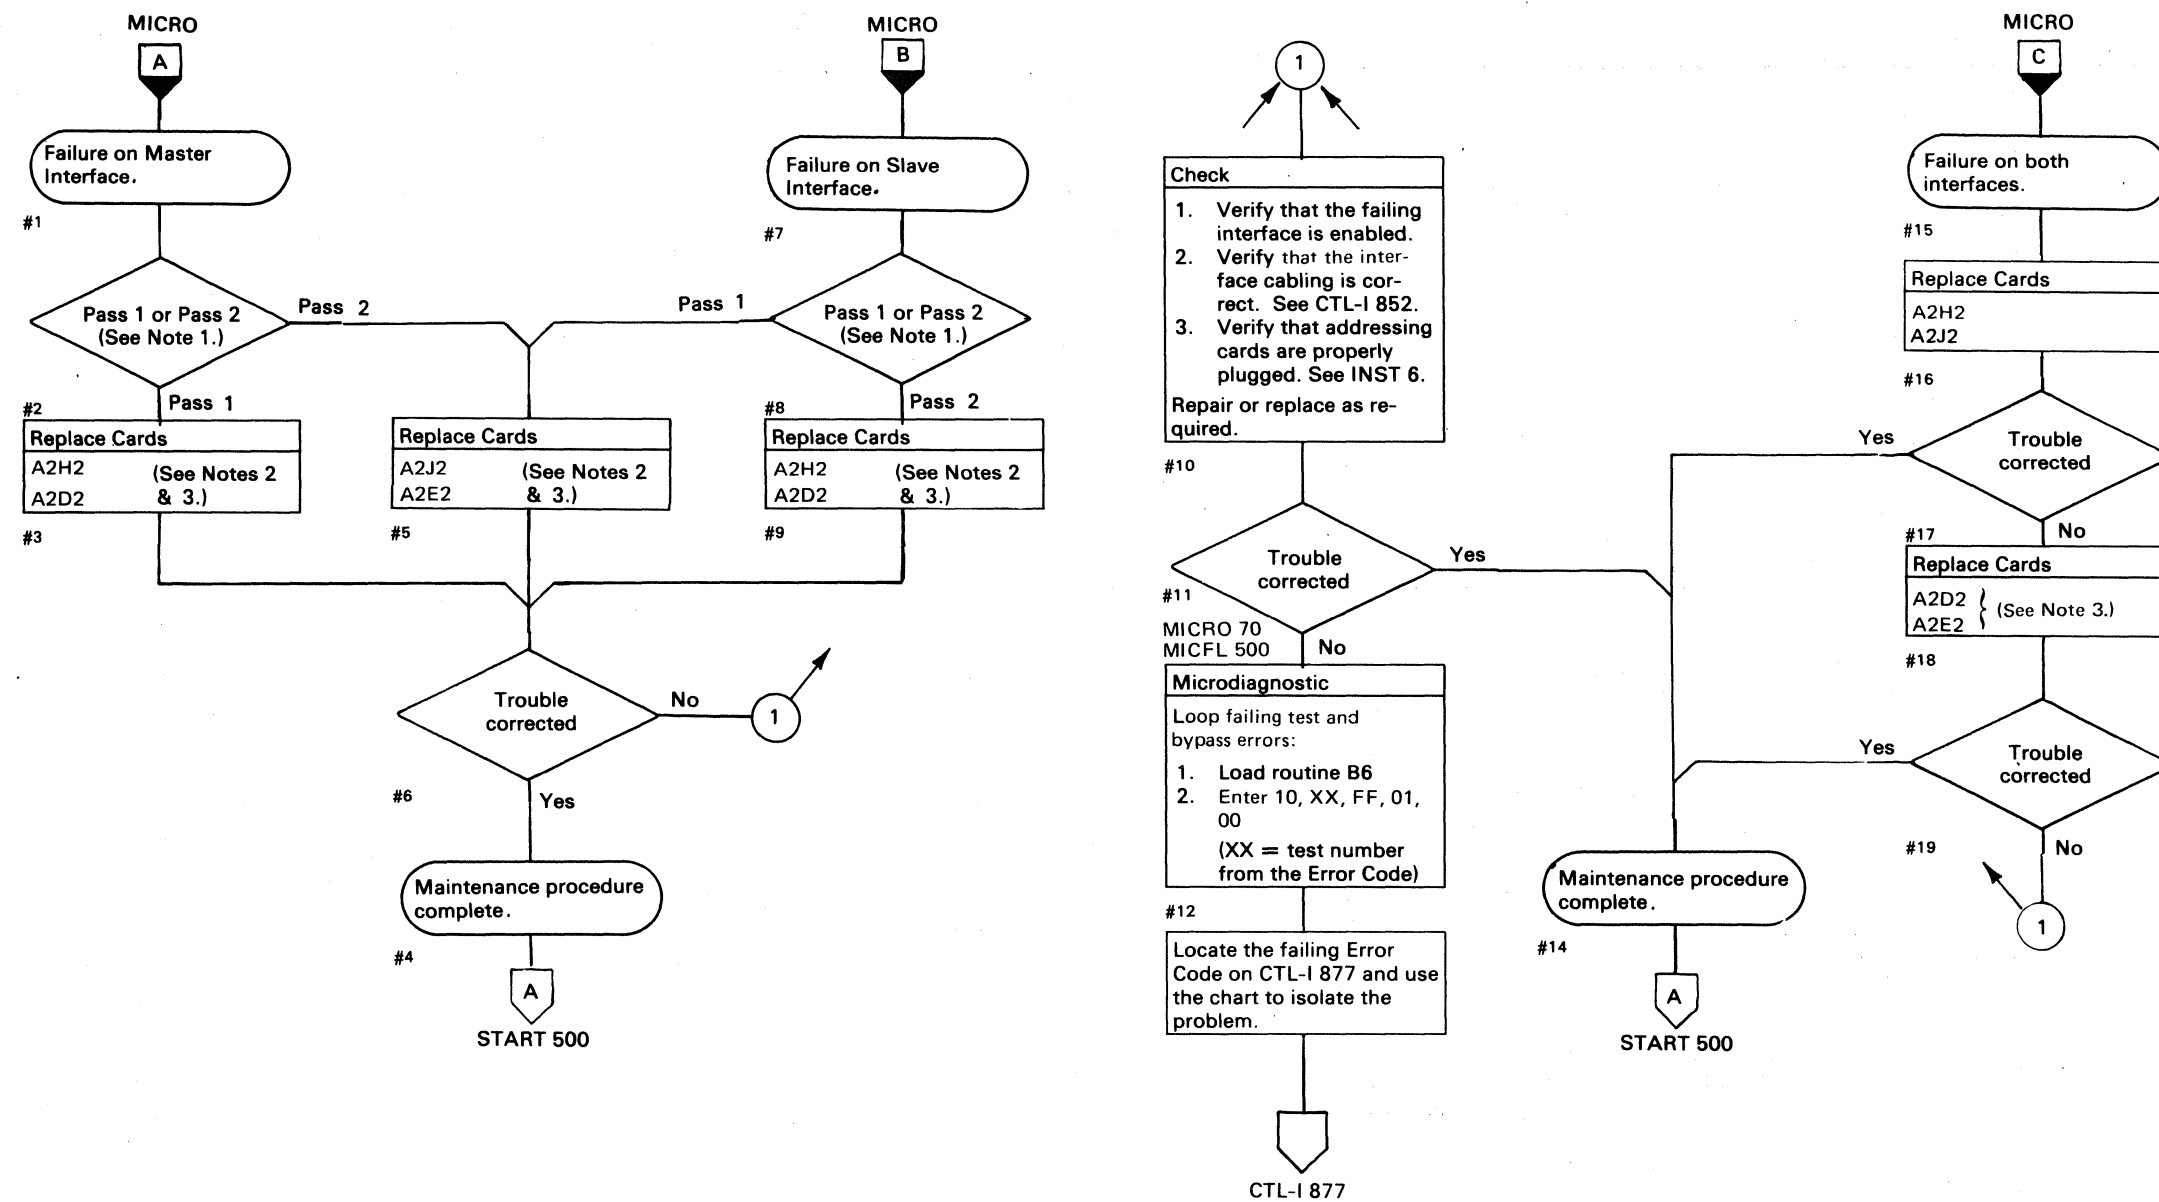 MICRO
A
Failure on Master
Interface.
#1
Pass 1 or Pass 2
(See Note 1.)
Pass 2
Pass 1
#2
Replace Cards
A2H2
A2D2
(See Notes 2
& 3.)
#3
MICRO
B
Failure on Slave
Interface.
#7
Pass 1
Pass 1 or Pass 2
(See Note 1.)
Pass 2
#8
Replace Cards
A2H2
A2D2
(See Notes 2
& 3.)
#9
Replace Cards
A2J2
A2E2
(See Notes 2
& 3.)
#5
Trouble
corrected
No
1
#6
Yes
Maintenance procedure
complete.
#4
A
START 500
1
Check
1. Verify that the failing
interface is enabled.
2. Verify that the inter-
face cabling is cor-
rect. See CTL-I 852.
3. Verify that addressing
cards are properly
plugged. See INST 6.
Repair or replace as re-
quired.
#10
Trouble
corrected
Yes
#11
MICRO 70
MICFL 500
No
Microdiagnostic
Loop failing test and
bypass errors:
1. Load routine B6
2. Enter 10, XX, FF, 01,
00
(XX = test number
from the Error Code)
#12
Locate the failing Error
Code on CTL-I 877 and use
the chart to isolate the
problem.
CTL-I 877
MICRO
C
Failure on both
interfaces.
#15
Replace Cards
A2H2
A2J2
#16
Yes
Trouble
corrected
No
#17
Replace Cards
A2D2
A2E2
(See Note 3.)
#18
Yes
Trouble
corrected
#19
No
1
Maintenance procedure
complete.
#14
A
START 500